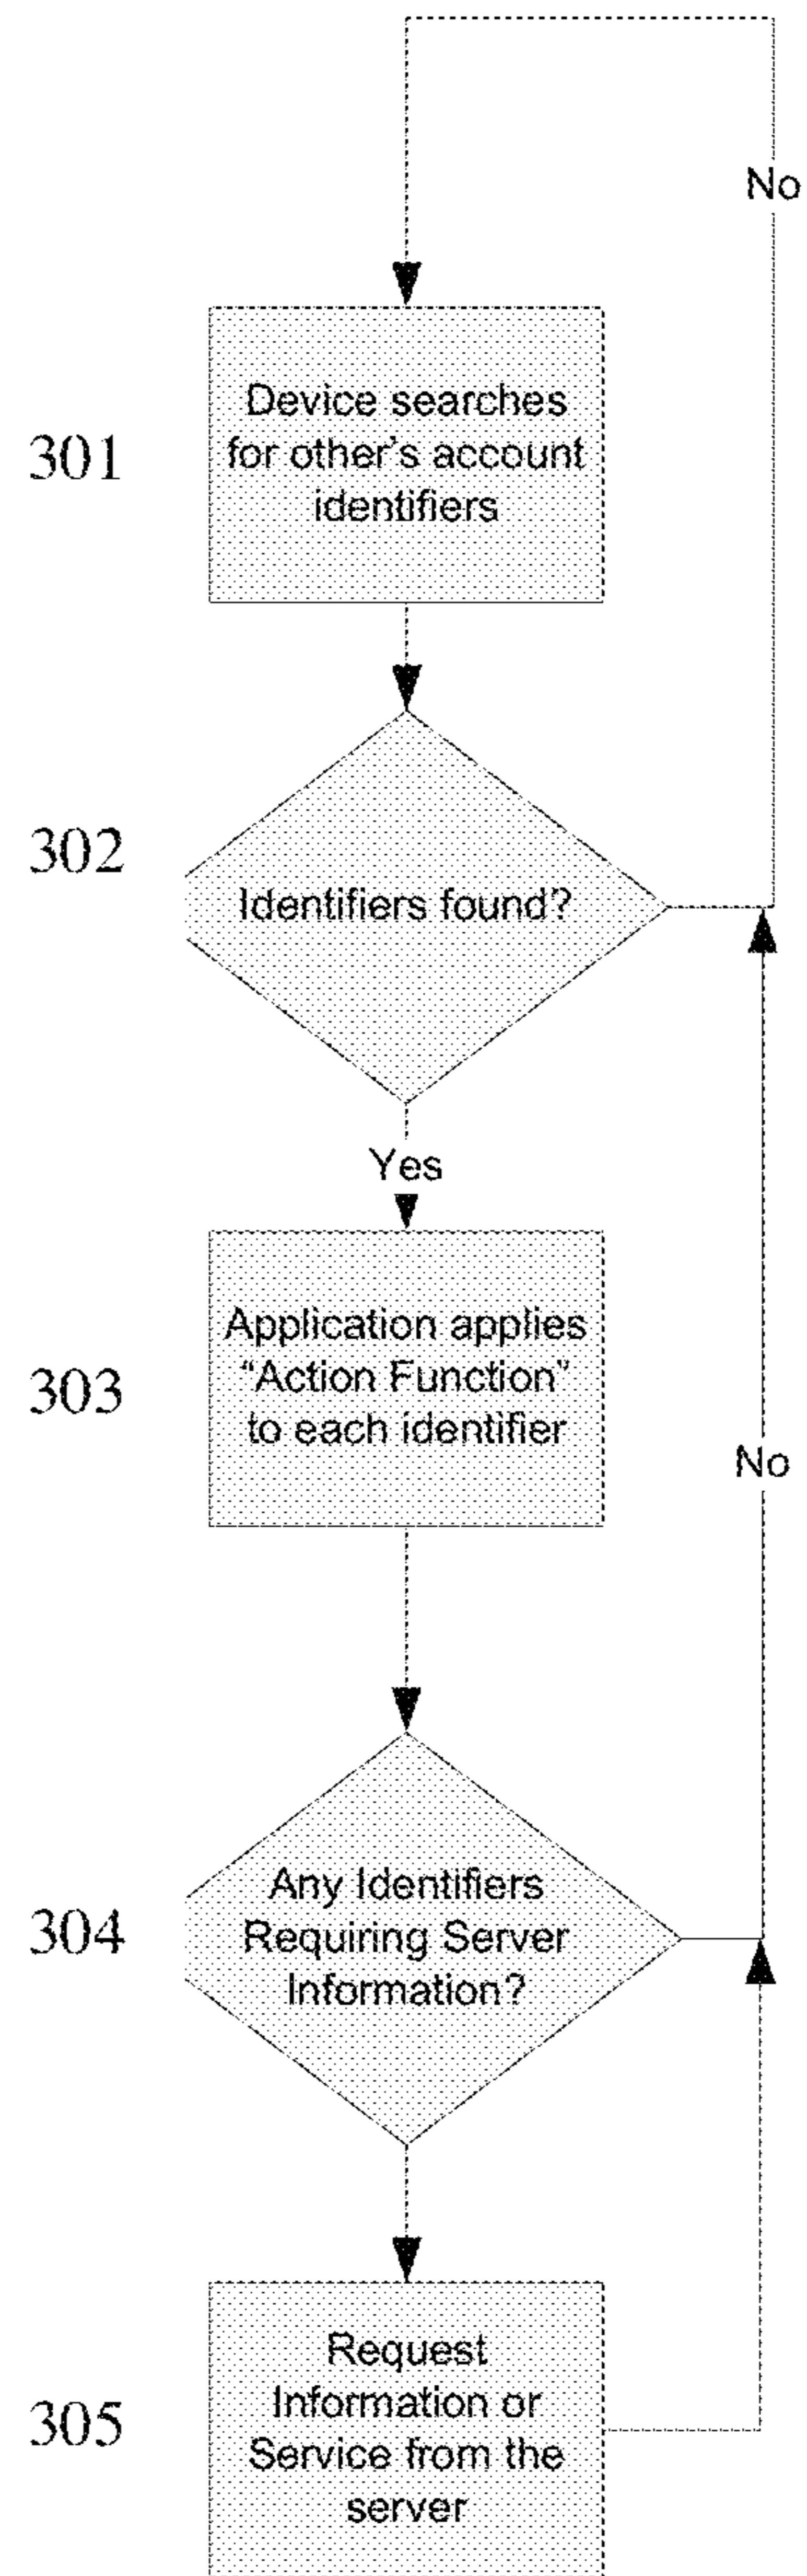 No
301
Device searches
for other's account
identifiers
302
Identifiers found?
Yes
303
Application applies
“Action Function”
to each identifier
No
304
Any Identifiers
Requiring Server
Information?
305
Request
Information or
Service from the
server